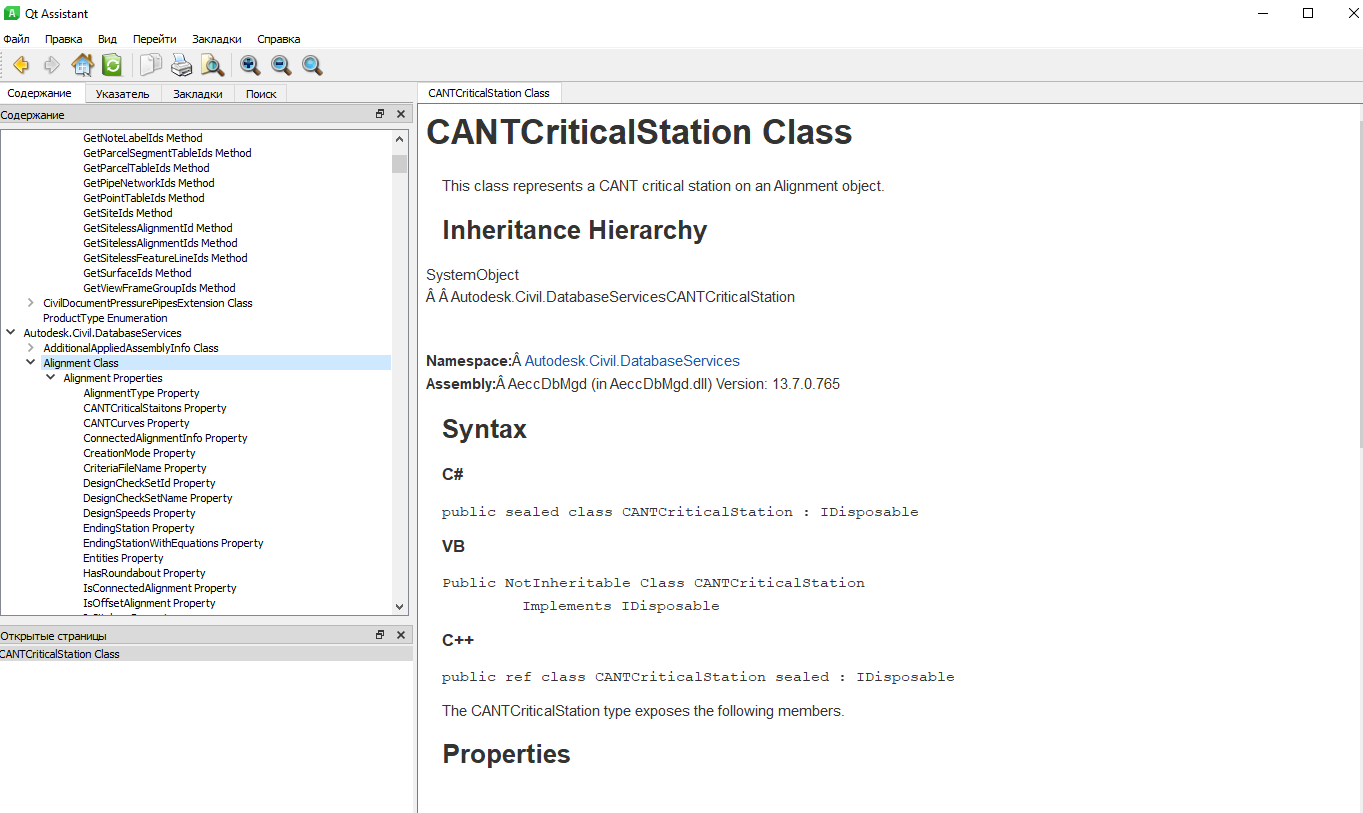 Qt Assistant
Файл Правка Вид Перейти Закладки Справка
Содержание Указатель Закладки Поиск
Содержание
GetNoteLabelIds Method
GetParcelSegmentTableIds Method
GetParcelTableIds Method
GetPipeNetworkIds Method
GetPointTableIds Method
GetSiteIds Method
GetSitelessAlignmentId Method
GetSitelessAlignmentIds Method
GetSitelessFeatureLineIds Method
GetSurfaceIds Method
GetViewFrameGroupIds Method
CivilDocumentPressurePipesExtension Class
ProductType Enumeration
Autodesk.Civil.DatabaseServices
AdditionalAppliedAssemblyInfo Class
Alignment Class
Alignment Properties
AlignmentType Property
CANTCriticalStaitons Property
CANTCurves Property
ConnectedAlignmentInfo Property
CreationMode Property
CriteriaFileName Property
DesignCheckSetId Property
DesignCheckSetName Property
DesignSpeeds Property
EndingStation Property
EndingStationWithEquations Property
Entities Property
HasRoundabout Property
IsConnectedAlignment Property
IsOffsetAlignment Property
Открытые страницы
CANTCriticalStation Class
CANTCriticalStation Class
CANTCriticalStation Class
This class represents a CANT critical station on an Alignment object.
Inheritance Hierarchy
SystemObject
Â Â Autodesk.Civil.DatabaseServicesCANTCriticalStation
Namespace:Â Autodesk.Civil.DatabaseServices
Assembly:Â AeccDbMgd (in AeccDbMgd.dll) Version: 13.7.0.765
Syntax
C#
public sealed class CANTCriticalStation : IDisposable
VB
Public NotInheritable Class CANTCriticalStation
Implements IDisposable
C++
public ref class CANTCriticalStation sealed : IDisposable
The CANTCriticalStation type exposes the following members.
Properties